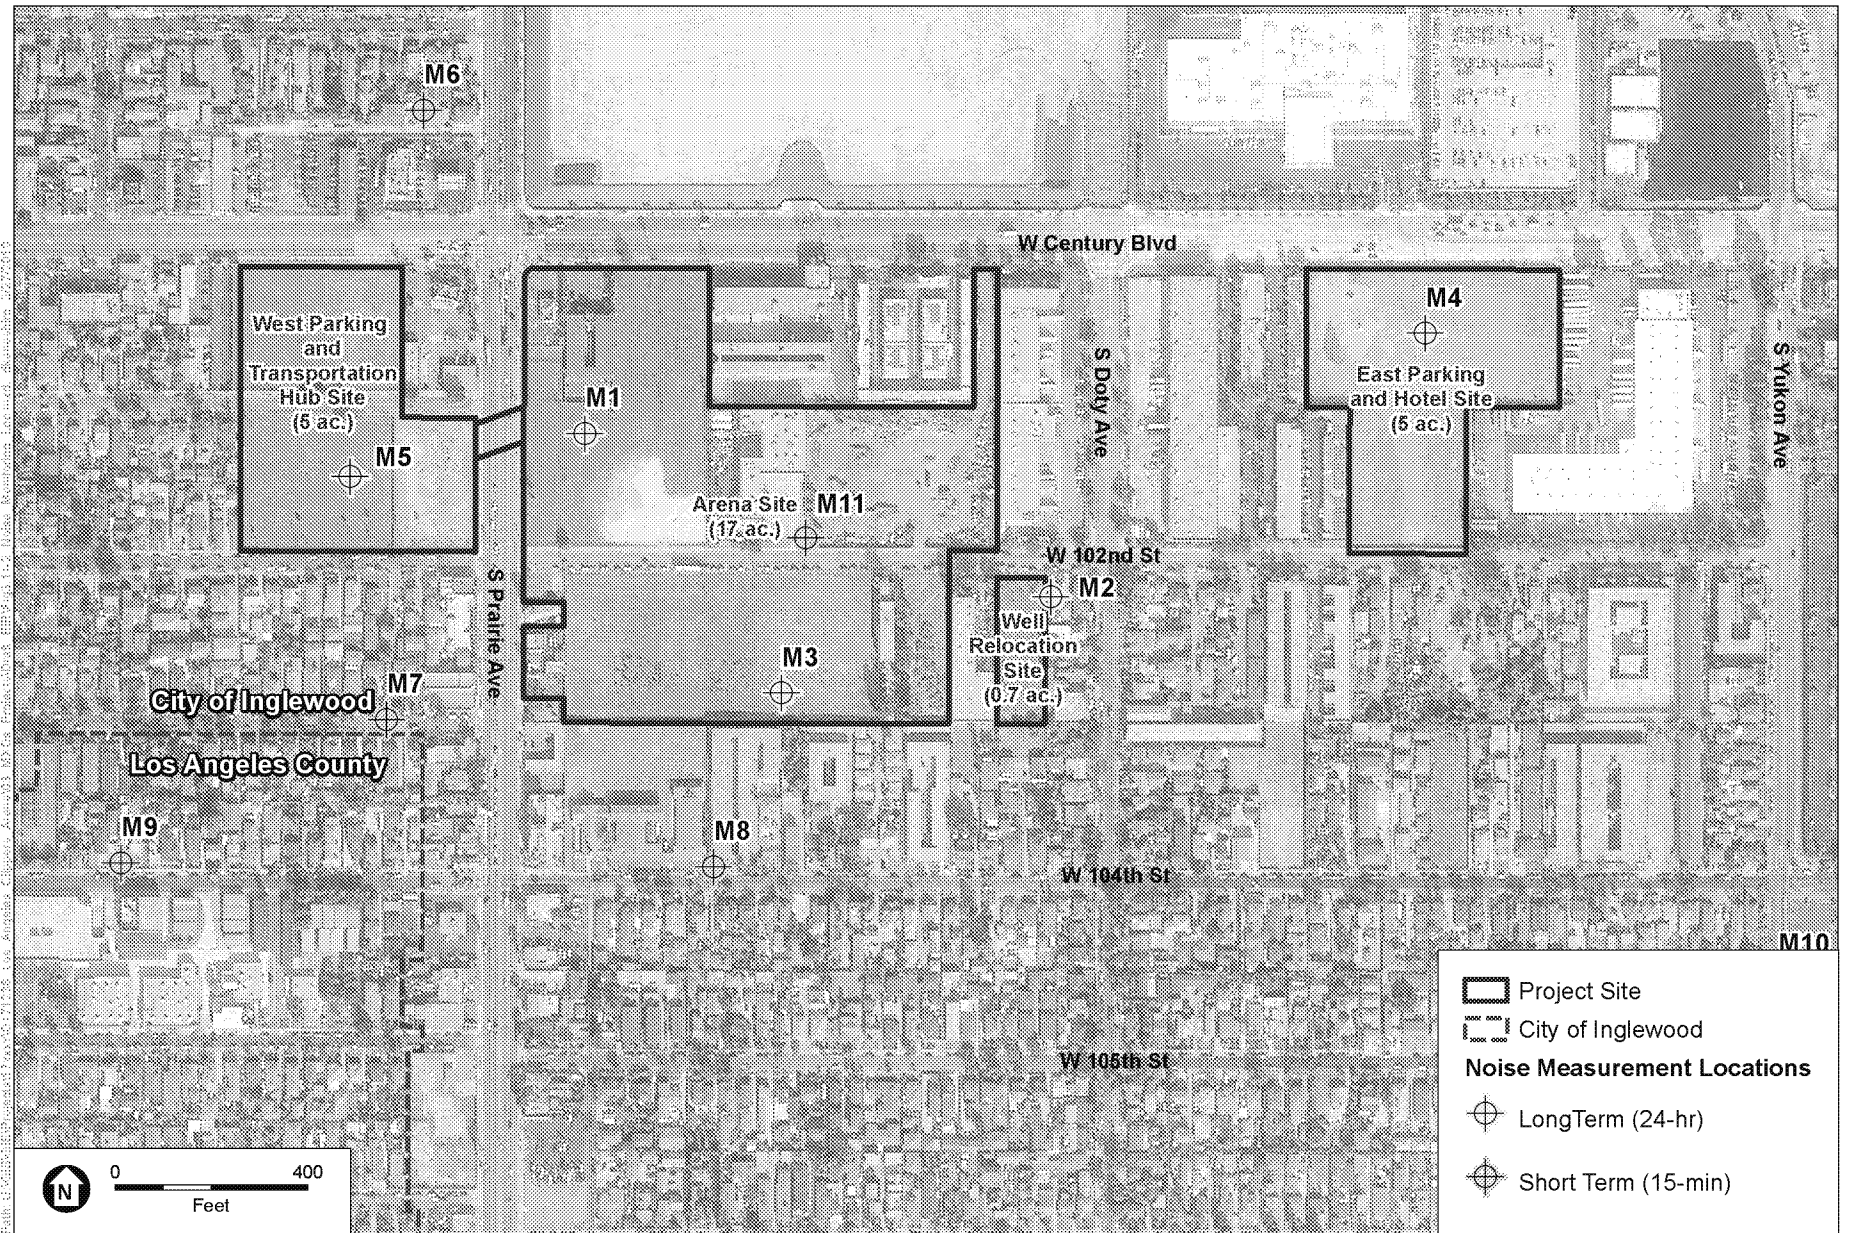 M6
W Century Blvd
West Parking
and
Transportation
Hub Site
(5 ac.)
M4
East Parking
and Hotel Site
(5 ac.)
S Doty Ave
S Yukon Ave
M1
M5
Arena Site
(17 ac.)
M11
W 102nd St
M2
Well
Relocation
Site
(0.7 ac.)
S Prairie Ave
M3
M7
City of Inglewood
Los Angeles County
M9
M8
W 104th St
M10
W 105th St
Project Site
City of Inglewood
Noise Measurement Locations
LongTerm (24-hr)
Short Term (15-min)
N
0 400
Feet